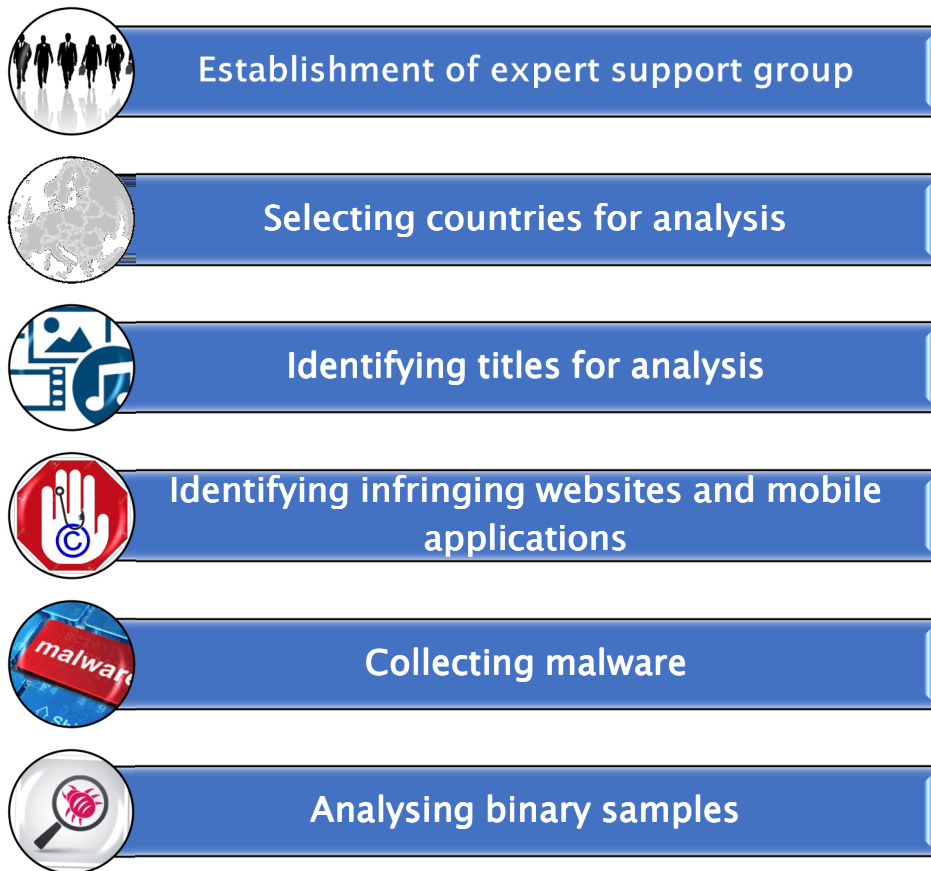 Establishment of expert support group
Selecting countries for analysis
Identifying titles for analysis
Identifying infringing websites and mobile
applications
©
malware
Collecting malware
Analysing binary samples